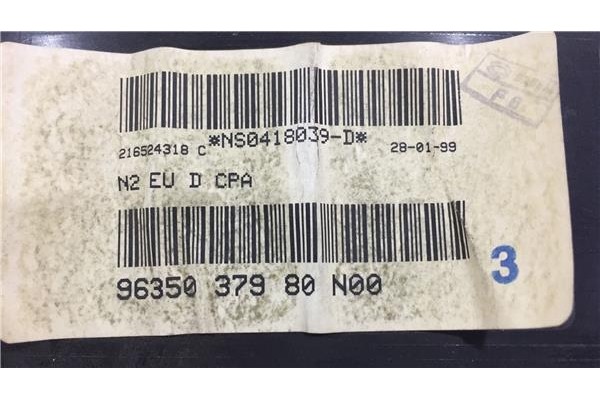 216524318 C *NS0418039-D* 28-01-99
N2 EU D CPA
96350 379 80 N00
3